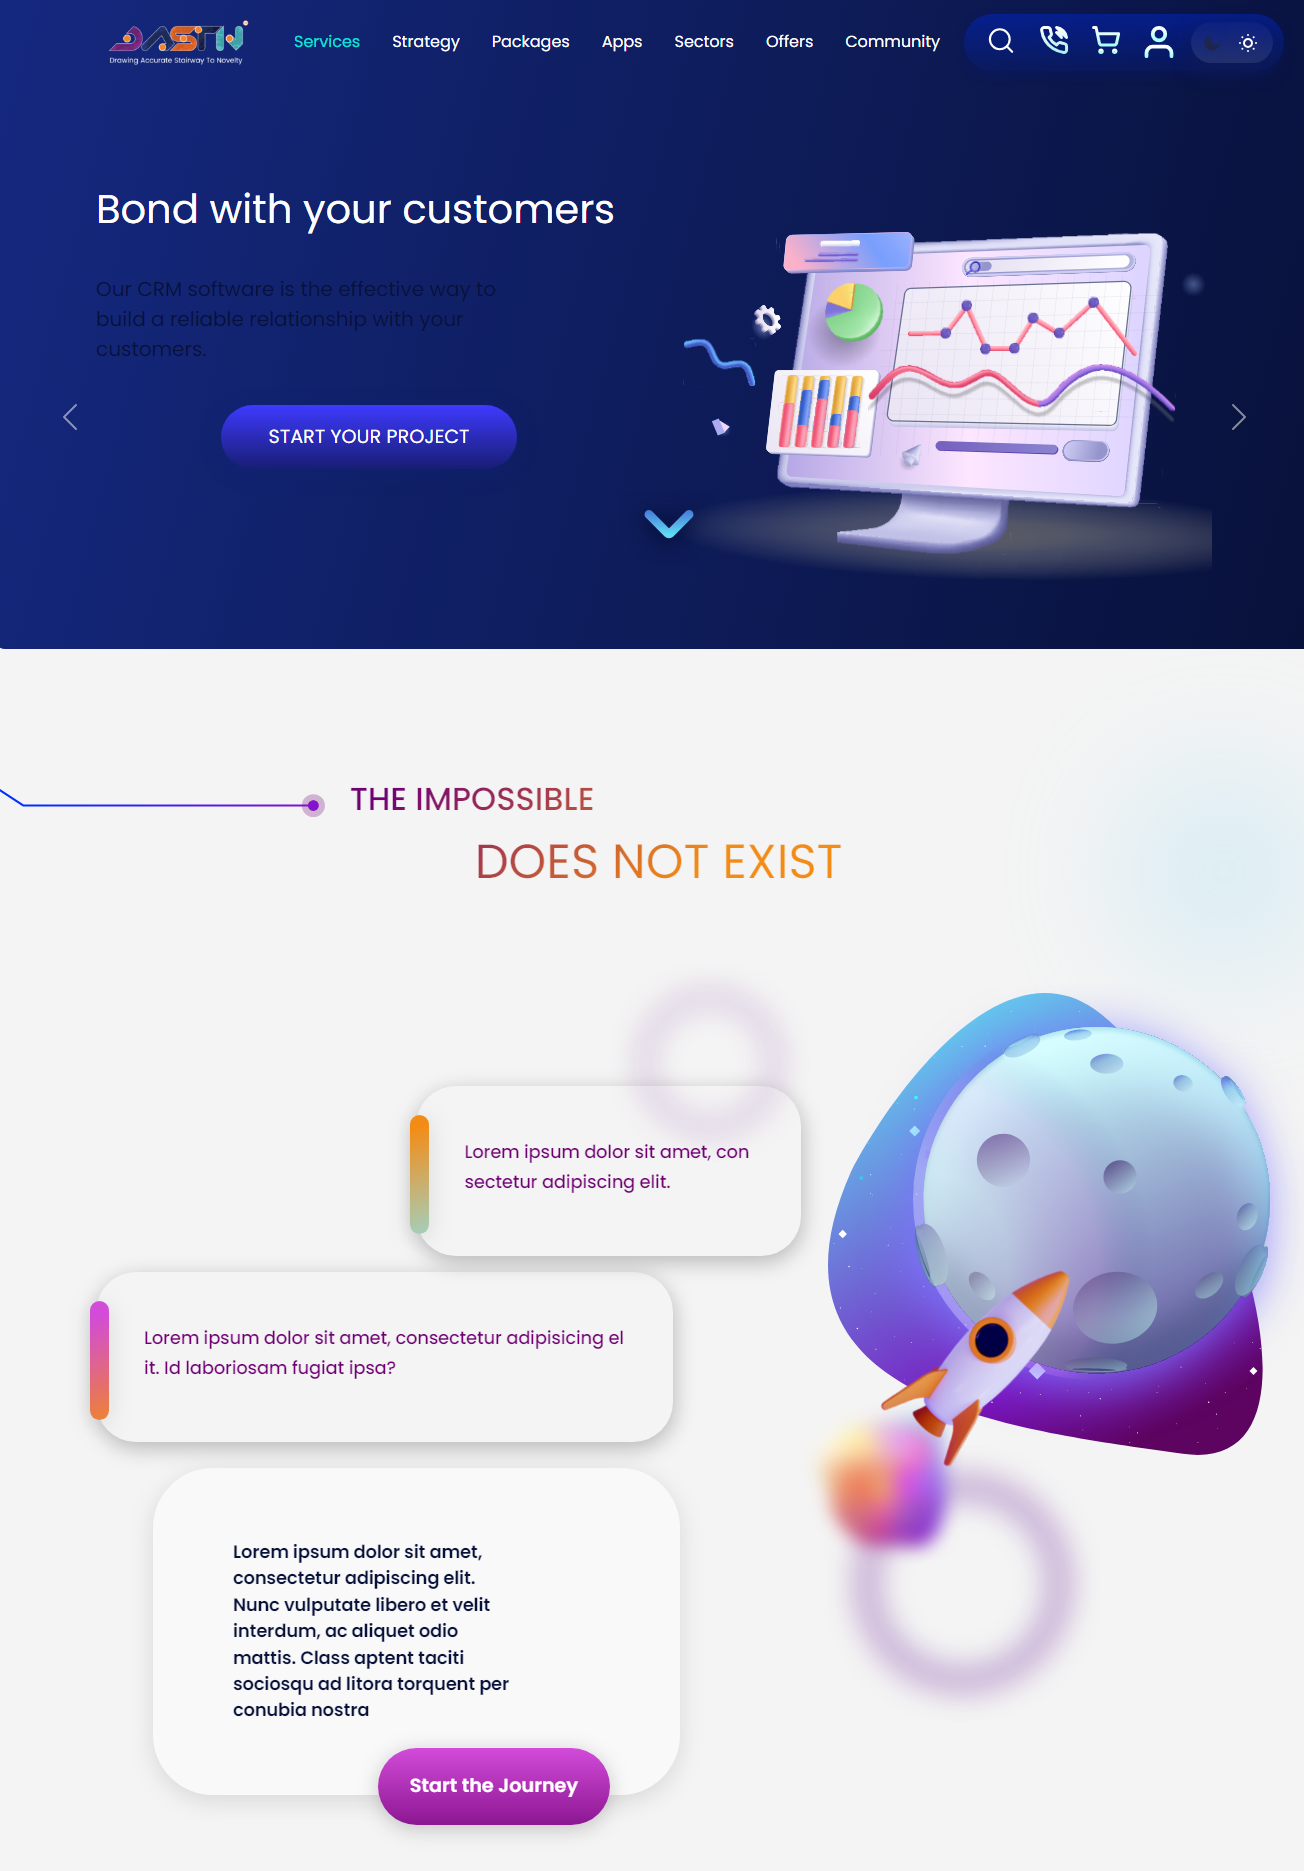 DASTN
Drawing Accurate Stairway To Novelty
Services
Strategy
Packages
Apps
Sectors
Offers
Community
Bond with your customers
Our CRM software is the effective way to
build a reliable relationship with your
customers.
START YOUR PROJECT
THE IMPOSSIBLE
DOES NOT EXIST
Lorem ipsum dolor sit amet, con
sectetur adipiscing elit.
Lorem ipsum dolor sit amet, consectetur adipisicing el
it. Id laboriosam fugiat ipsa?
Lorem ipsum dolor sit amet,
consectetur adipiscing elit.
Nunc vulputate libero et velit
interdum, ac aliquet odio
mattis. Class aptent taciti
sociosqu ad litora torquent per
conubia nostra
Start the Journey